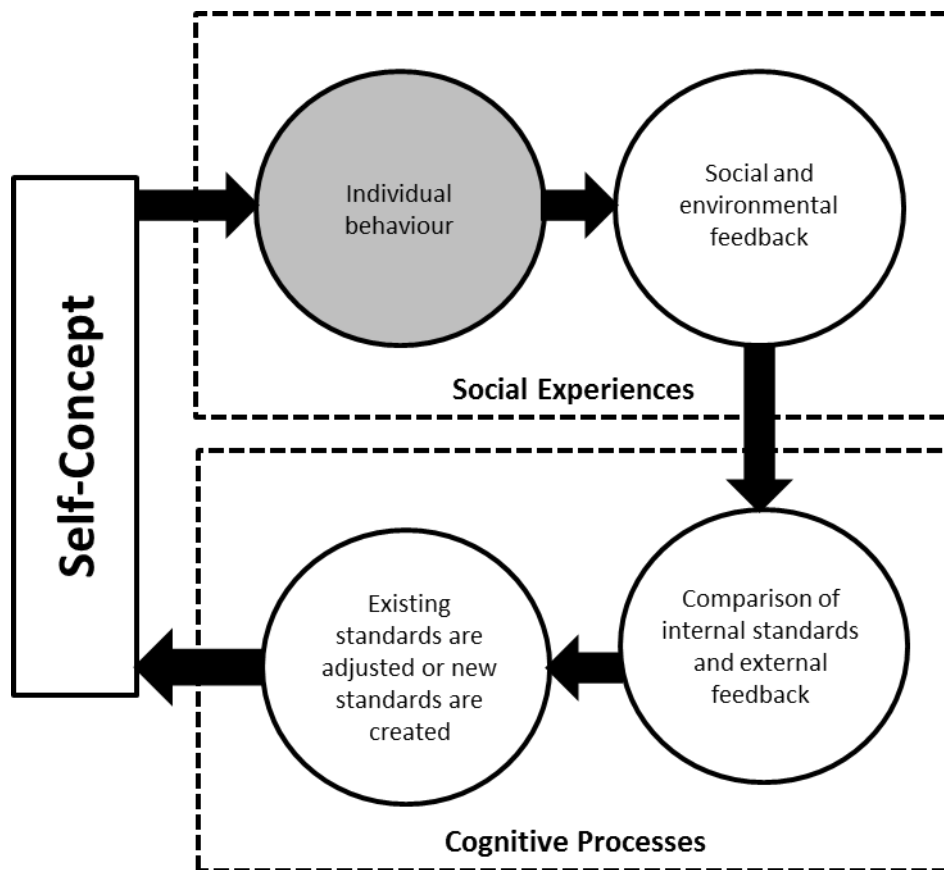 Self-Concept
Individual
behaviour
Social and
environmental
feedback
Social Experiences
Comparison of
internal standards
and external
feedback
Existing
standards are
adjusted or new
standards are
created
Cognitive Processes